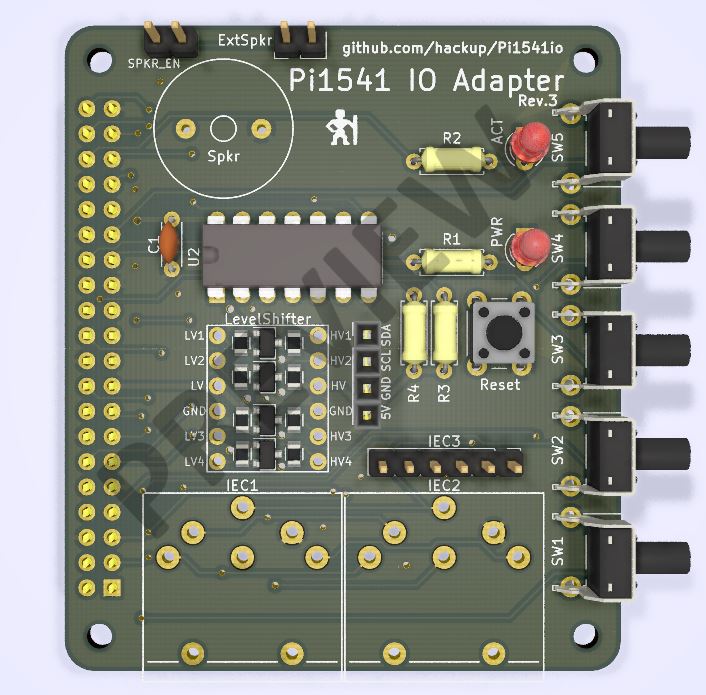 SPKR_EN
ExtSpkr
github.com/hackup/Pi1541io
Pi1541 IO Adapter
Rev.3
Spkr
R2
ACT
SW5
C1
U2
R1
PWR
SW4
LevelShifter
LV1
LV2
LV
GND
LV3
LV4
HV1
HV2
HV
GND
HV3
HV4
SDA
SCL
GND
5V
R4
R3
Reset
SW3
IEC3
SW2
IEC1
IEC2
SW1
PREVIEW